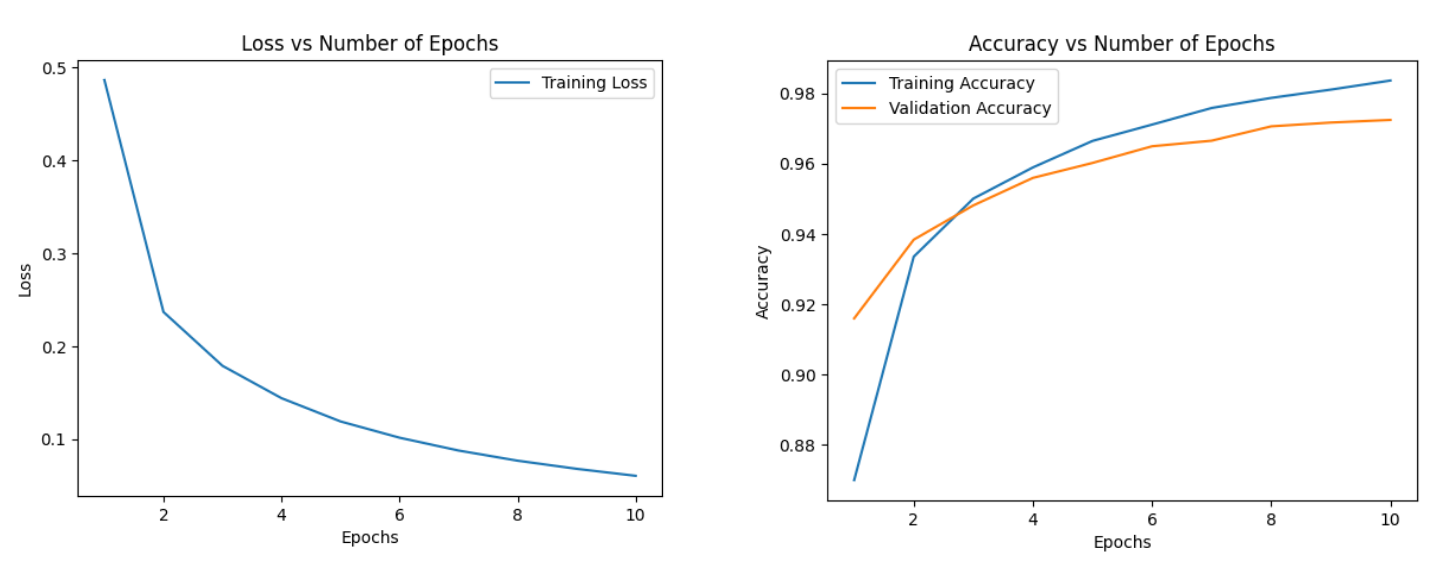 Loss vs Number of Epochs
0.5
0.4
0.3
0.2
0.1
Loss
Training Loss
2 4 6 8 10
Epochs
Accuracy vs Number of Epochs
0.98
0.96
0.94
0.92
0.90
0.88
Accuracy
Training Accuracy
Validation Accuracy
2 4 6 8 10
Epochs